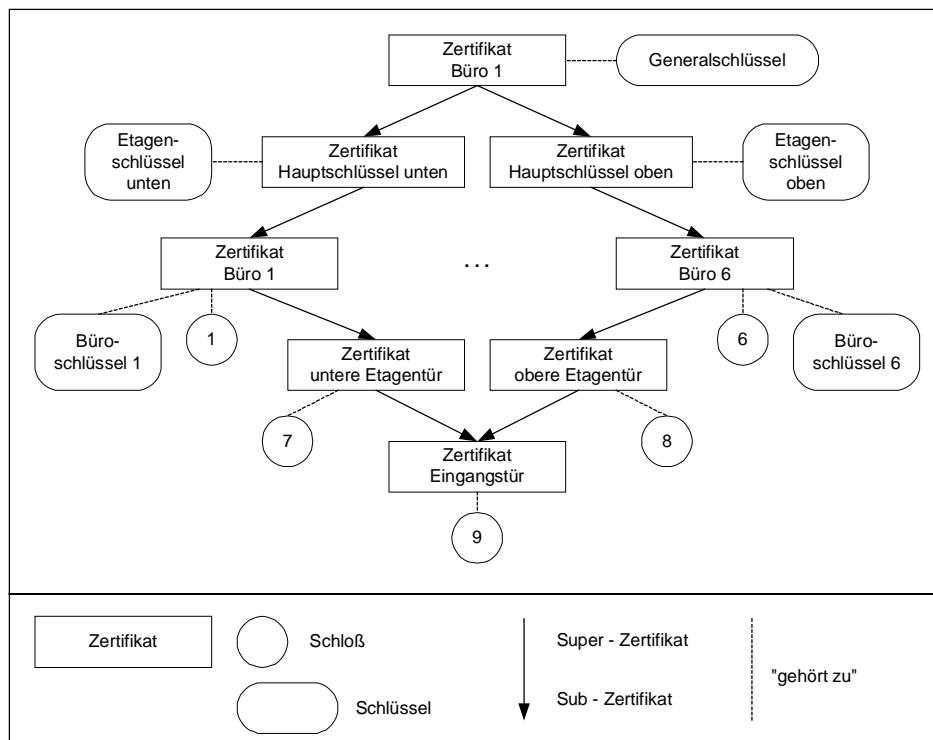 Zertifikat
Büro 1
Generalschlüssel
Etagen-
schlüssel
unten
Zertifikat
Hauptschlüssel unten
Zertifikat
Hauptschlüssel oben
Etagen-
schlüssel
oben
Zertifikat
Büro 1
...
Zertifikat
Büro 6
Büro-
schlüssel 1
1
Zertifikat
untere Etagentür
Zertifikat
obere Etagentür
6
Büro-
schlüssel 6
7
Zertifikat
Eingangstür
8
9
Zertifikat
Schloß
Schlüssel
Super - Zertifikat
Sub - Zertifikat
"gehört zu"